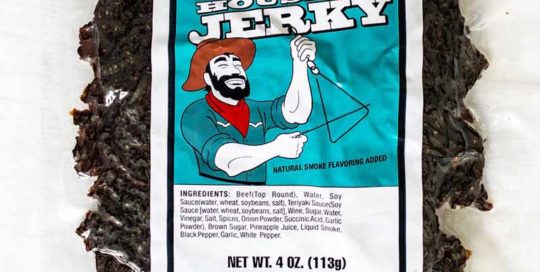 HOUSE
JERKY
NATURAL SMOKE FLAVORING ADDED
INGREDIENTS: Beef(Top Round), Water, Soy
Sauce(water, wheat, soybeans, salt), Teriyaki Sauce(Soy
Sauce [water, wheat, soybeans, salt], Wine, Sugar, Water,
Vinegar, Salt, Spices, Onion Powder, Succinic Acid, Garlic
Powder), Brown Sugar, Pineapple Juice, Liquid Smoke,
Black Pepper, Garlic, White Pepper.
NET WT. 4 OZ. (113g)